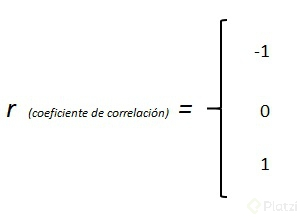 -1
r (coeficiente de correlación) = 0
1
Platzi